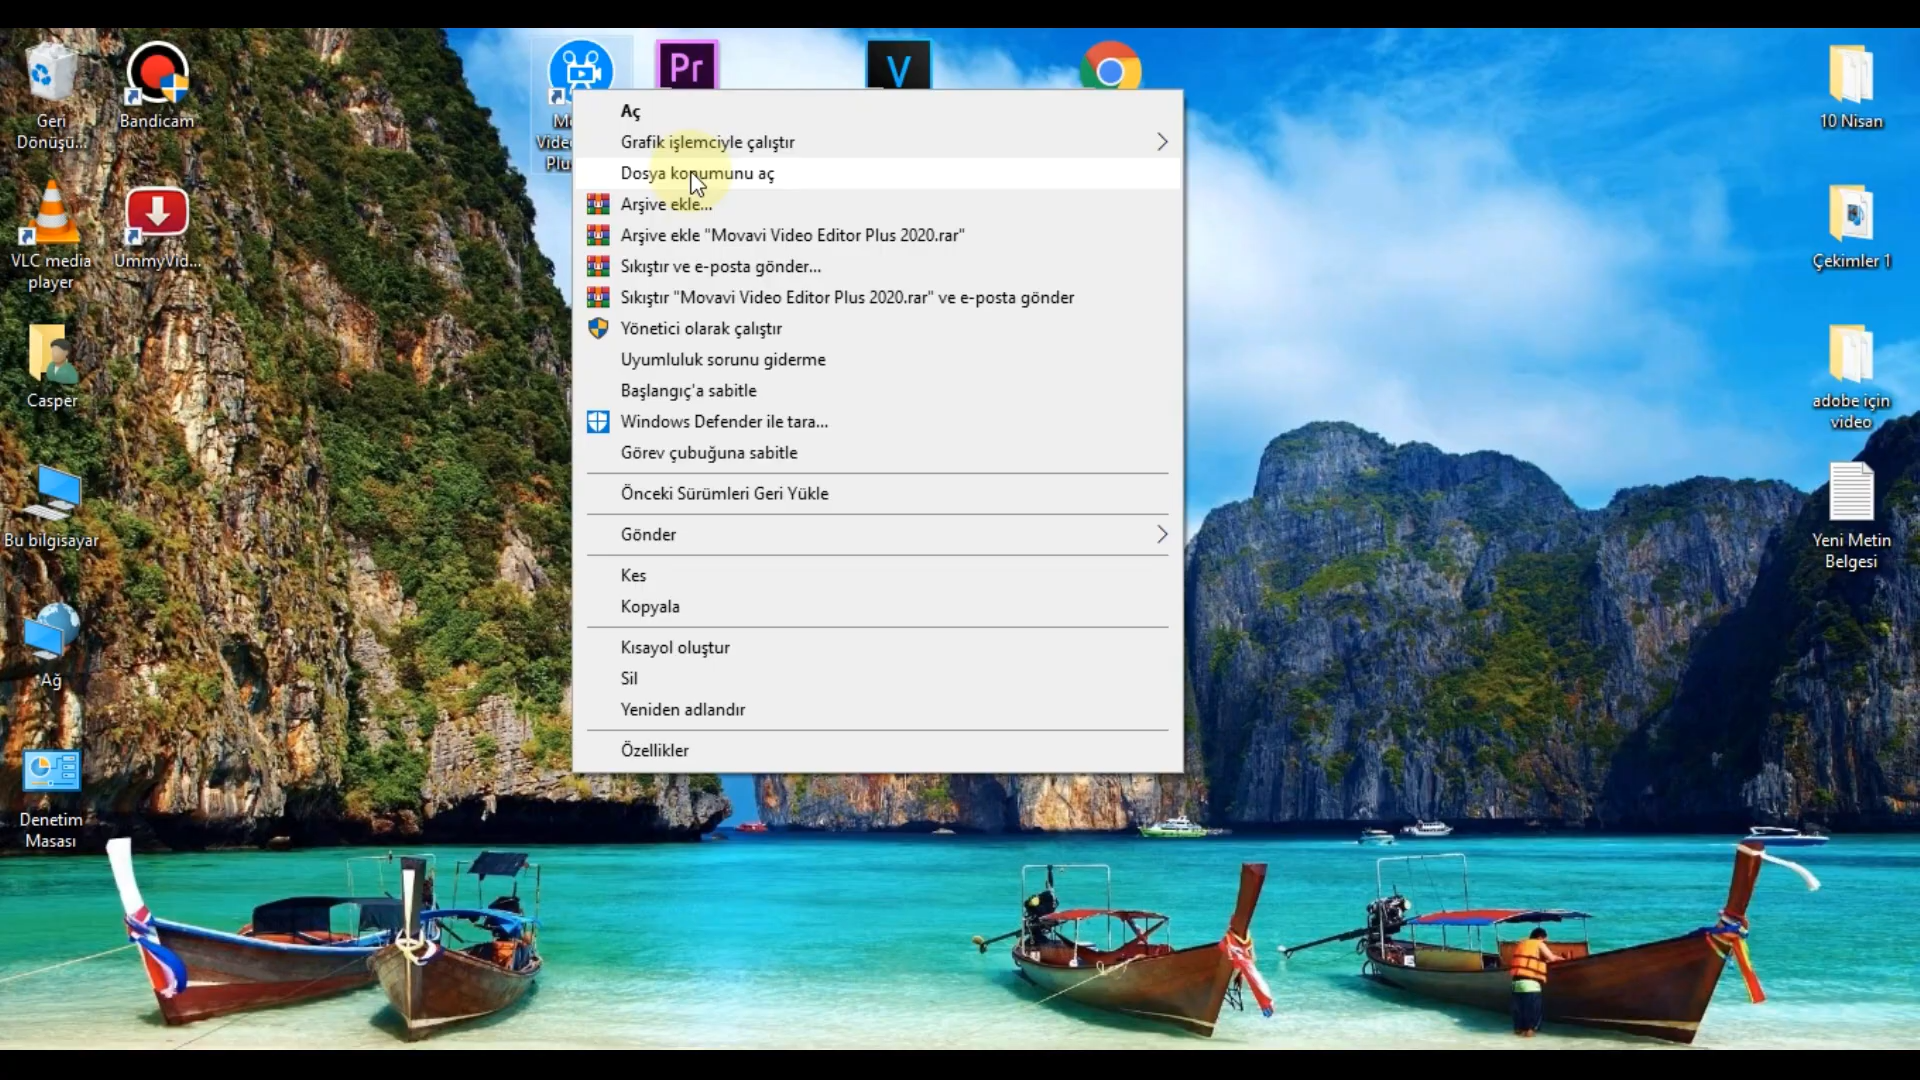 Geri
Dönüşü...
Bandicam
VLC media
player
UmmyVid...
Casper
Bu bilgisayar
Ağ
Denetim
Masası
Pr
V
Aç
Grafik işlemciyle çalıştır
Dosya konumunu aç
Arşive ekle...
Arşive ekle "Movavi Video Editor Plus 2020.rar"
Sıkıştır ve e-posta gönder...
Sıkıştır "Movavi Video Editor Plus 2020.rar" ve e-posta gönder
Yönetici olarak çalıştır
Uyumluluk sorunu giderme
Başlangıç'a sabitle
Windows Defender ile tara...
Görev çubuğuna sabitle
Önceki Sürümleri Geri Yükle
Gönder
Kes
Kopyala
Kısayol oluştur
Sil
Yeniden adlandır
Özellikler
10 Nisan
Çekimler 1
adobe için
video
Yeni Metin
Belgesi